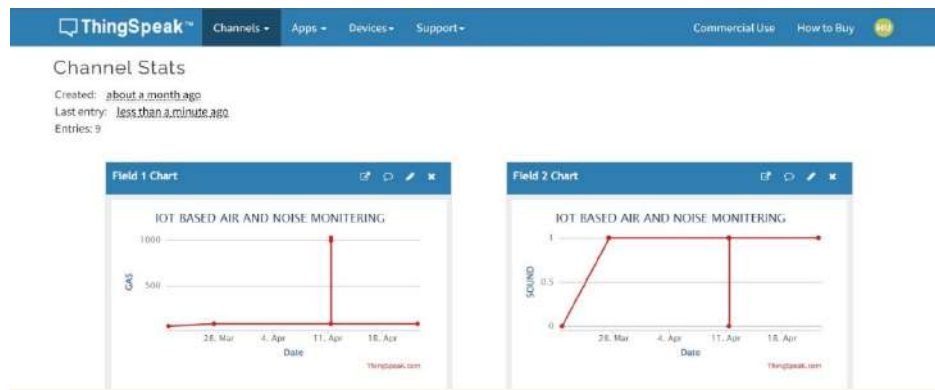 ThingSpeak™ Channels Apps Devices Support Commercial Use How to Buy
Channel Stats
Created: about a month ago
Last entry: less than a minute ago
Entries: 9
Field 1 Chart
IOT BASED AIR AND NOISE MONITERING
1000
500
GAS
28. Mar 4. Apr 11. Apr 18. Apr
Date
ThingSpeak.com
Field 2 Chart
IOT BASED AIR AND NOISE MONITERING
1
0.5
0
SOUND
28. Mar 4. Apr 11. Apr 18. Apr
Date
ThingSpeak.com